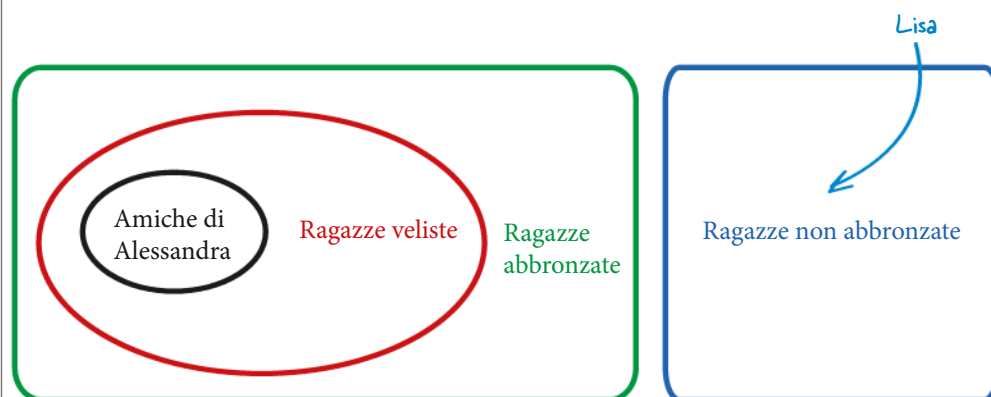 Lisa
Amiche di
Alessandra
Ragazze veliste
Ragazze
abbronzate
Ragazze non abbronzate